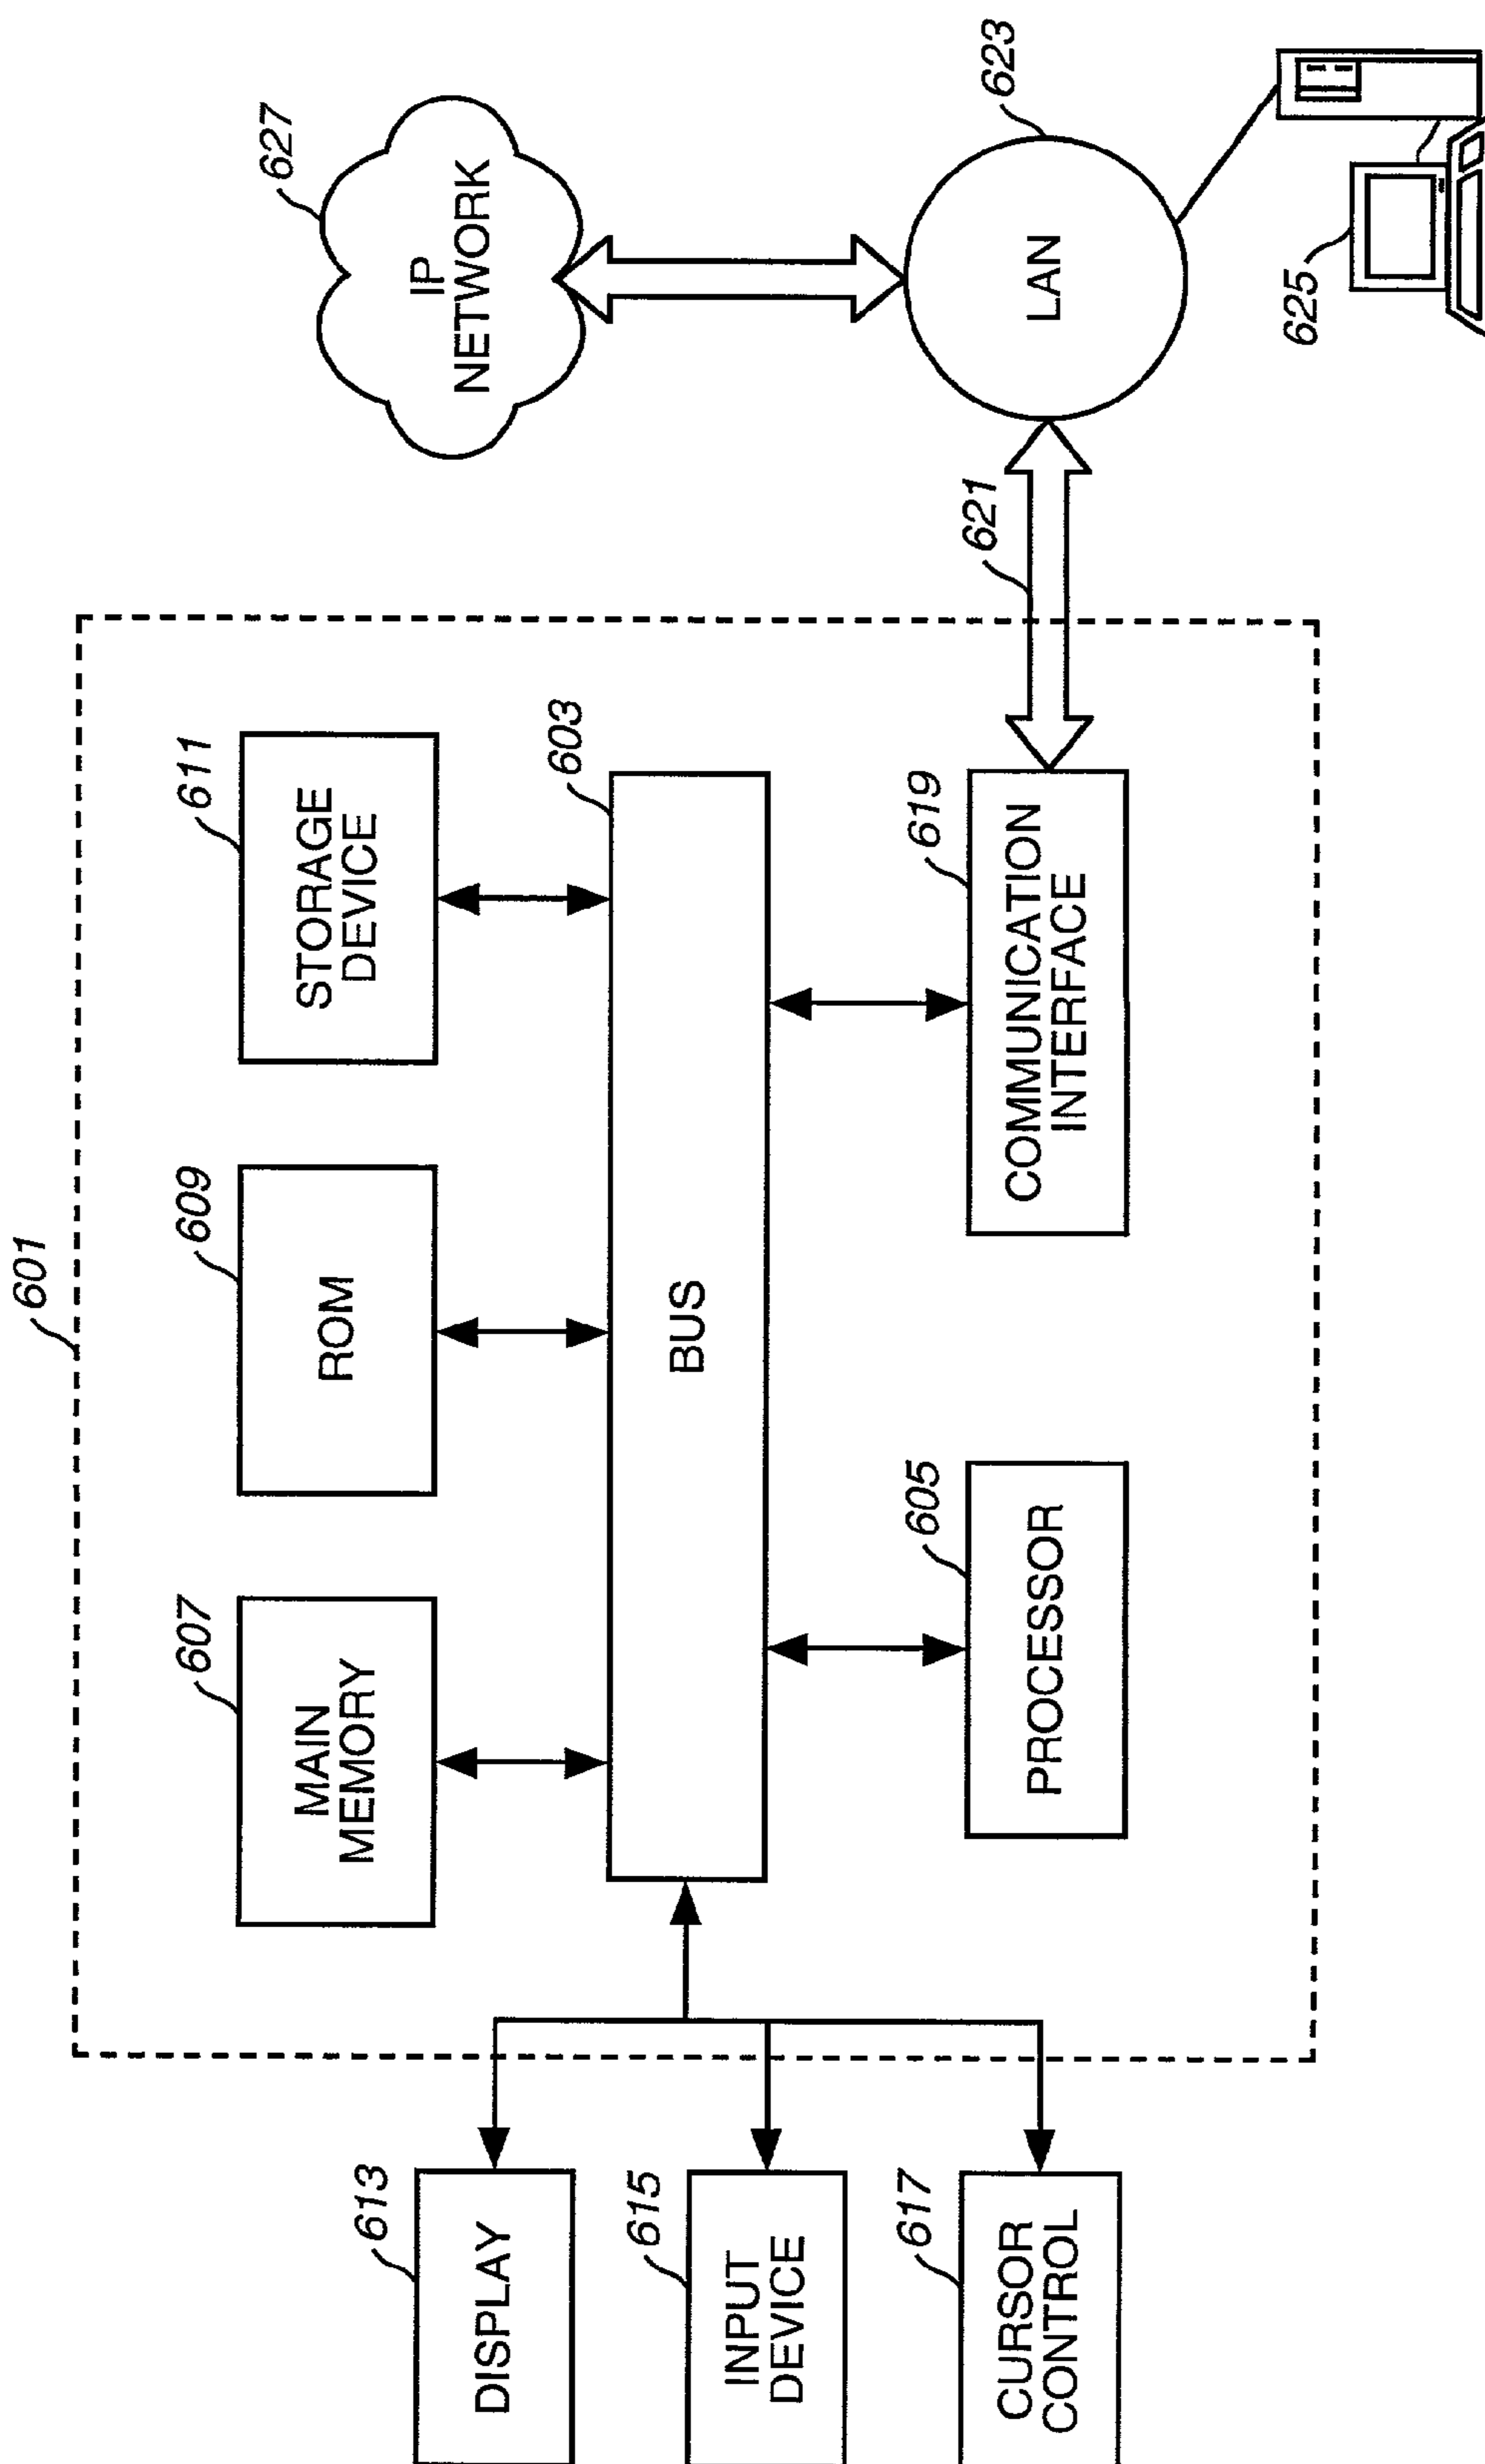 601
613
DISPLAY
615
INPUT
DEVICE
617
CURSOR
CONTROL
607
MAIN
MEMORY
609
ROM
611
STORAGE
DEVICE
603
BUS
605
PROCESSOR
619
COMMUNICATION
INTERFACE
621
627
IP
NETWORK
623
LAN
625